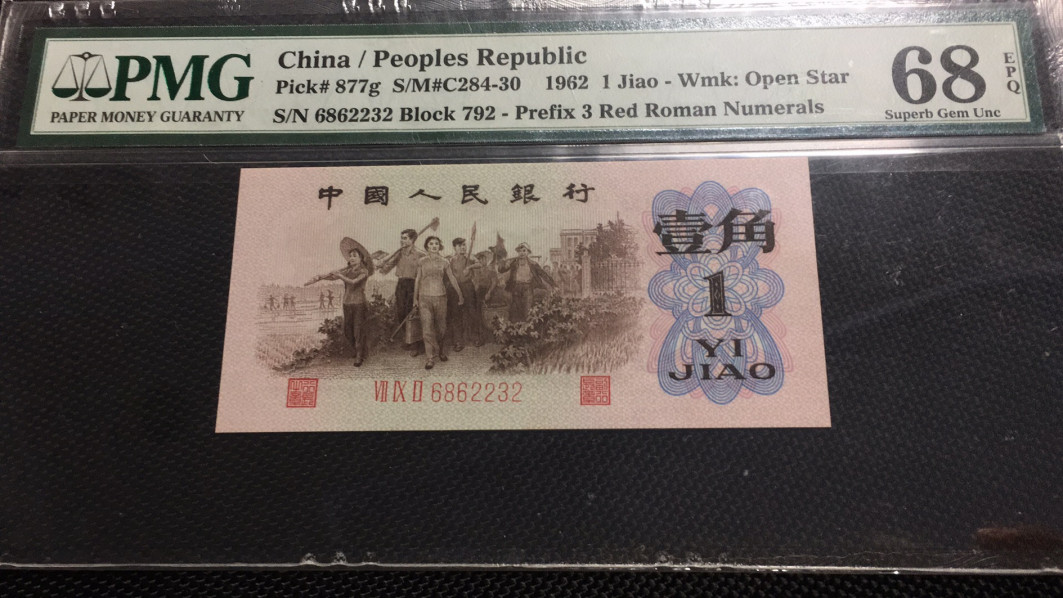 PMG
PAPER MONEY GUARANTY
China / Peoples Republic
Pick# 877g S/M#C284-30 1962 1 Jiao - Wmk: Open Star
S/N 6862232 Block 792 - Prefix 3 Red Roman Numerals
68
EPQ
Superb Gem Unc
中國人民銀行
壹角
1
YI
JIAO
VII IX II 6862232